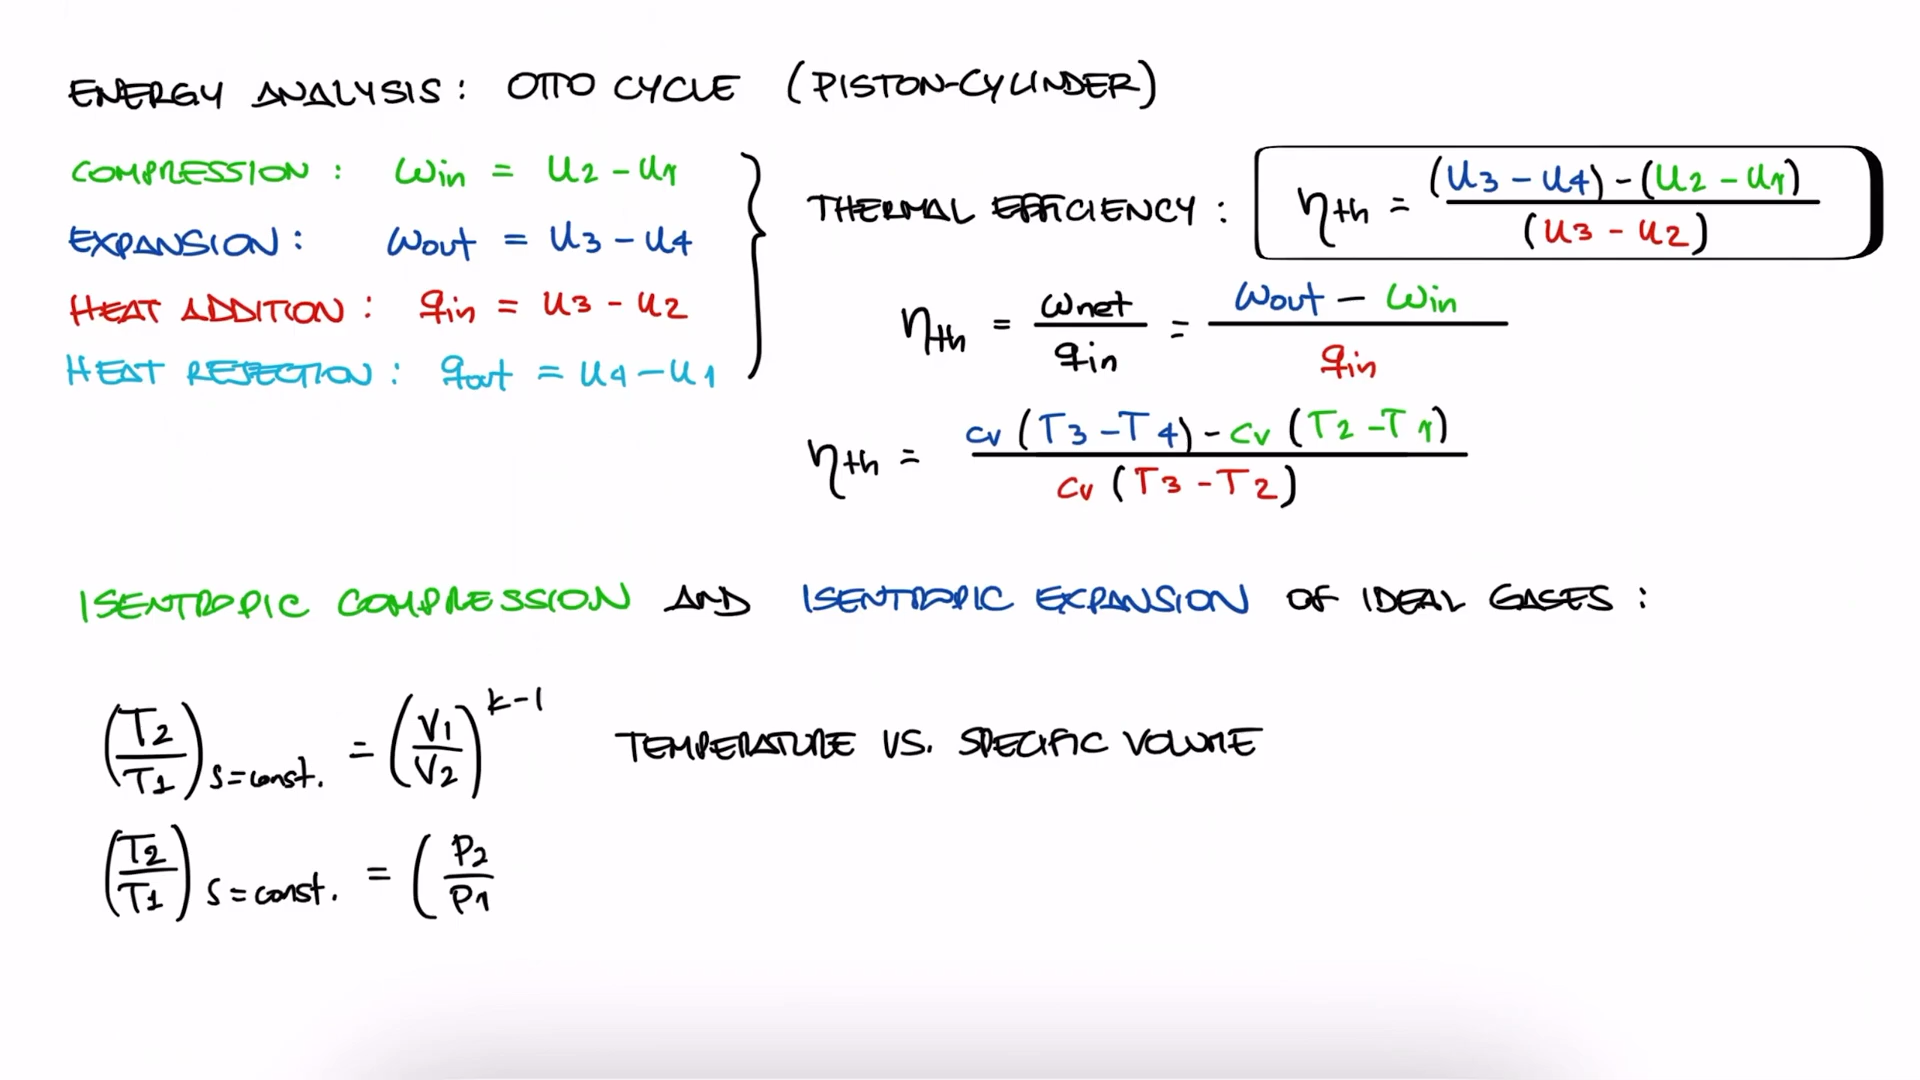 ENERGY ANALYSIS: OTTO CYCLE (PISTON-CYLINDER)
COMPRESSION: win = u2 - u1
EXPANSION: wout = u3 - u4
HEAT ADDITION: qin = u3 - u2
HEAT REJECTION: qout = u4 - u1
THERMAL EFFICIENCY: ηth = (u3 - u4) - (u2 - u1) / (u3 - u2)
ηth = wnet / qin = wout - win / qin
ηth = cv (T3 - T4) - cv (T2 - T1) / cv (T3 - T2)
ISENTROPIC COMPRESSION AND ISENTROPIC EXPANSION OF IDEAL GASES:
(T2 / T1) s=const. = (V1 / V2)^k-1 TEMPERATURE VS. SPECIFIC VOLUME
(T2 / T1) s=const. = (P2 / P1